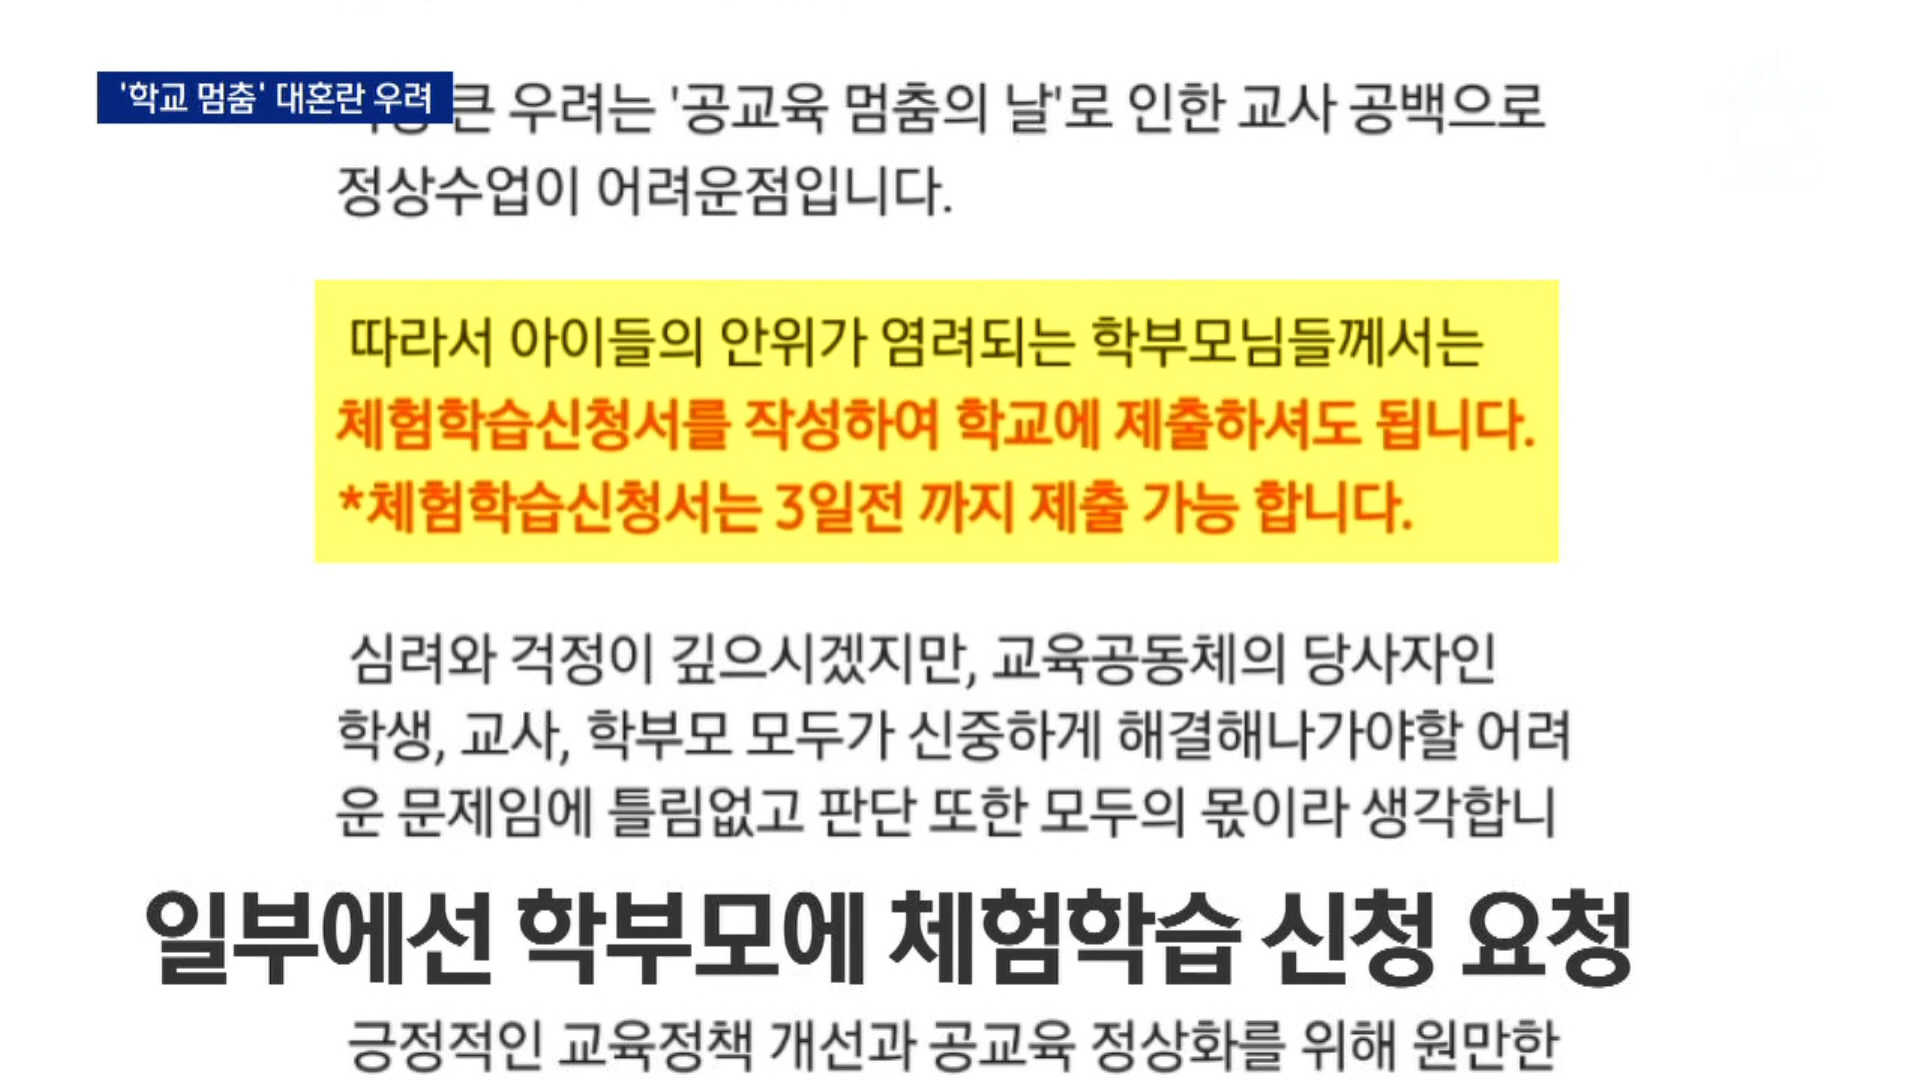 '학교 멈춤' 대혼란 우려
큰 우려는 '공교육 멈춤의 날'로 인한 교사 공백으로
정상수업이 어려운점입니다.
따라서 아이들의 안위가 염려되는 학부모님들께서는
체험학습신청서를 작성하여 학교에 제출하셔도 됩니다.
*체험학습신청서는 3일전 까지 제출 가능 합니다.
심려와 걱정이 깊으시겠지만, 교육공동체의 당사자인
학생, 교사, 학부모 모두가 신중하게 해결해나가야할 어려
운 문제임에 틀림없고 판단 또한 모두의 몫이라 생각합니
일부에선 학부모에 체험학습 신청 요청
긍정적인 교육정책 개선과 공교육 정상화를 위해 원만한